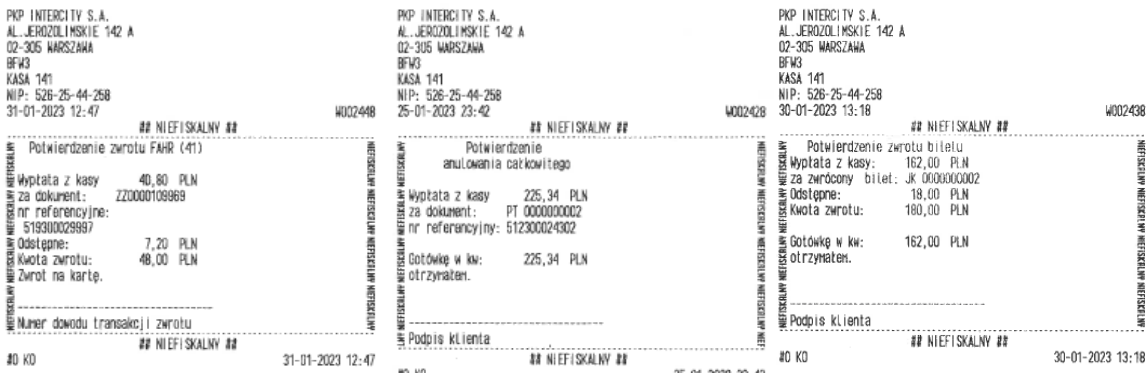 PKP INTERCITY S.A.
AL.JEROZOLIMSKIE 142 A
02-305 WARSZAWA
BFW3
KASA 141
NIP: 526-25-44-258
31-01-2023 12:47 W002448
## NIEFISKALNY ##
Potwierdzenie zwrotu FAHR (41)
Wypłata z kasy 40,80 PLN
za dokument: ZZ0000109969
nr referencyjne:
519300029897
Odstępne: 7,20 PLN
Kwota zwrotu: 48,00 PLN
Zwrot na kartę.
Numer dowodu transakcji zwrotu
## NIEFISKALNY ##
#0 KO 31-01-2023 12:47
PKP INTERCITY S.A.
AL.JEROZOLIMSKIE 142 A
02-305 WARSZAWA
BFW3
KASA 141
NIP: 526-25-44-258
25-01-2023 23:42 W002428
## NIEFISKALNY ##
Potwierdzenie
anulowania całkowitego
Wypłata z kasy 225,34 PLN
za dokument: PT 0000000002
nr referencyjny: 512300024302
Gotówkę w kw: 225,34 PLN
otrzymałem.
Podpis klienta
## NIEFISKALNY ##
PKP INTERCITY S.A.
AL.JEROZOLIMSKIE 142 A
02-305 WARSZAWA
BFW3
KASA 141
NIP: 526-25-44-258
30-01-2023 13:18 W002438
## NIEFISKALNY ##
Potwierdzenie zwrotu biletu
Wypłata z kasy: 162,00 PLN
za zwrócony bilet: JK 0000000002
Odstępne: 18,00 PLN
Kwota zwrotu: 180,00 PLN
Gotówkę w kw: 162,00 PLN
otrzymałem.
Podpis klienta
## NIEFISKALNY ##
#0 KO 30-01-2023 13:18